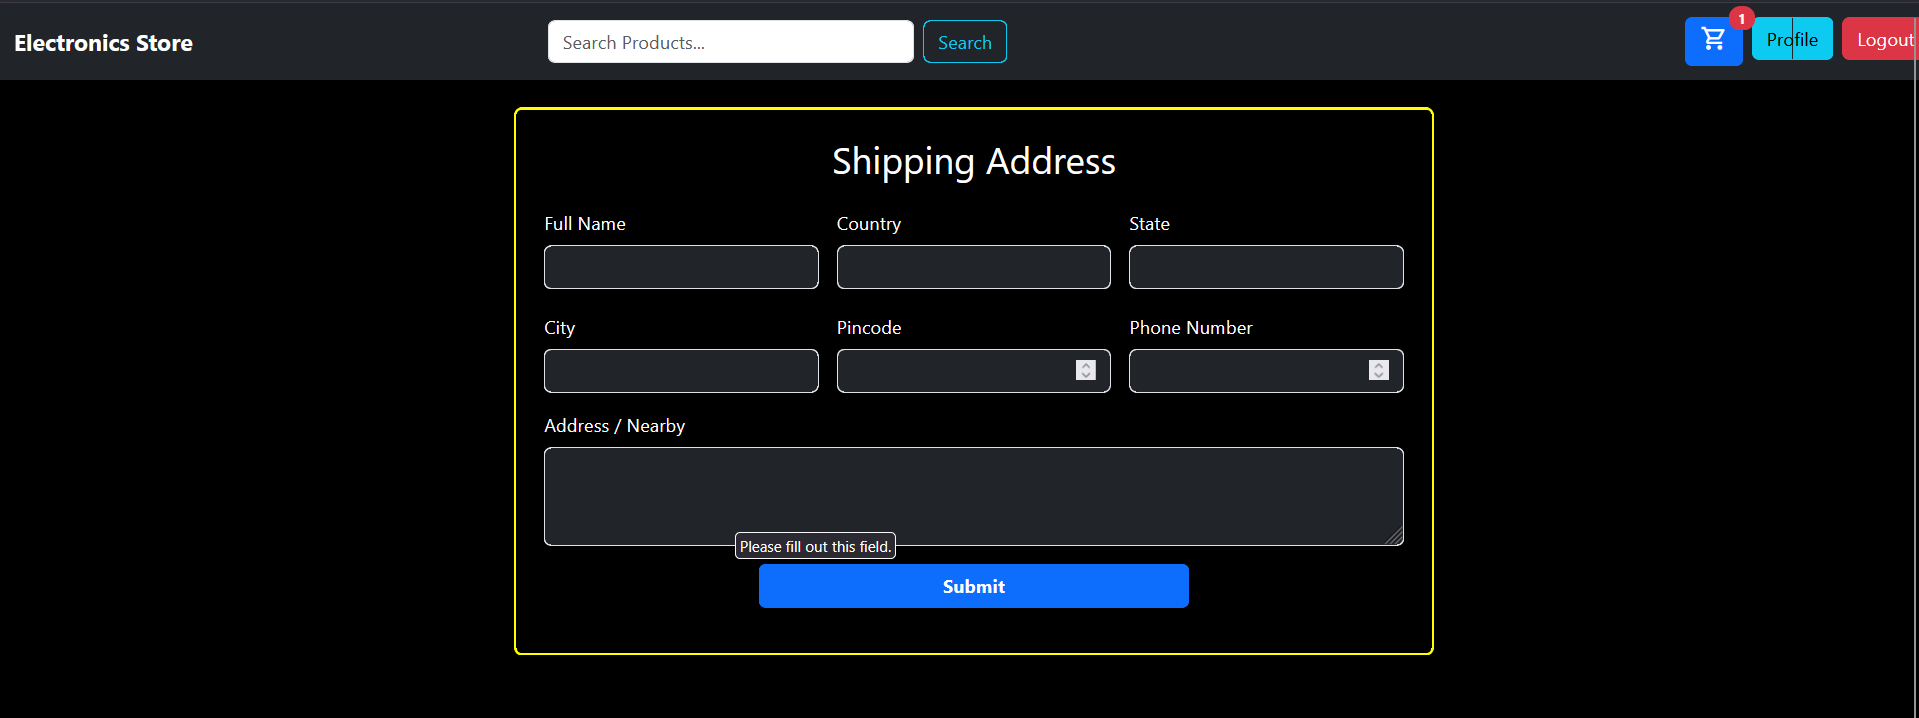 Electronics Store
Search Products...
Search
1
Profile
Logout
Shipping Address
Full Name
Country
State
City
Pincode
Phone Number
Address / Nearby
Please fill out this field.
Submit